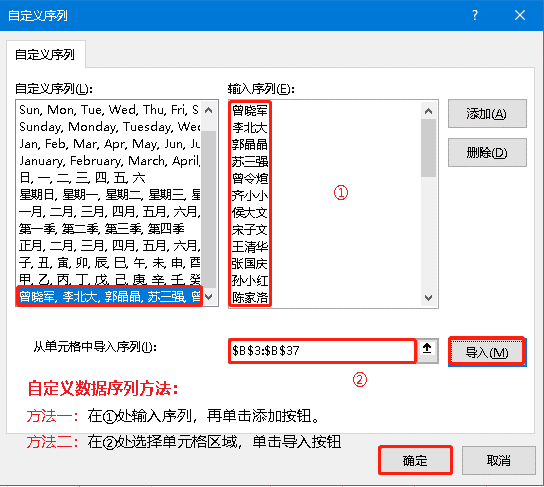 自定义序列
? ×
自定义序列
自定义序列(L):
输入序列(E):
Sun, Mon, Tue, Wed, Thu, Fri, S
Sunday, Monday, Tuesday, Wed
Jan, Feb, Mar, Apr, May, Jun, Ju
January, February, March, April,
日, 一, 二, 三, 四, 五, 六
星期日, 星期一, 星期二, 星期三, 星
一月, 二月, 三月, 四月, 五月, 六月,
第一季, 第二季, 第三季, 第四季
正月, 二月, 三月, 四月, 五月, 六月,
子, 丑, 寅, 卯, 辰, 巳, 午, 未, 申, 酉
甲, 乙, 丙, 丁, 戊, 己, 庚, 辛, 壬, 癸
曾晓军, 李北大, 郭晶晶, 苏三强, 曾
曾晓军
李北大
郭晶晶
苏三强
曾令煊
齐小小
侯大文
宋子文
王清华
张国庆
孙小红
陈家洛
①
添加(A)
删除(D)
从单元格中导入序列(I):
$B$3:$B$37
导入(M)
②
自定义数据序列方法：
方法一：在①处输入序列，再单击添加按钮。
方法二：在②处选择单元格区域，单击导入按钮
确定
取消